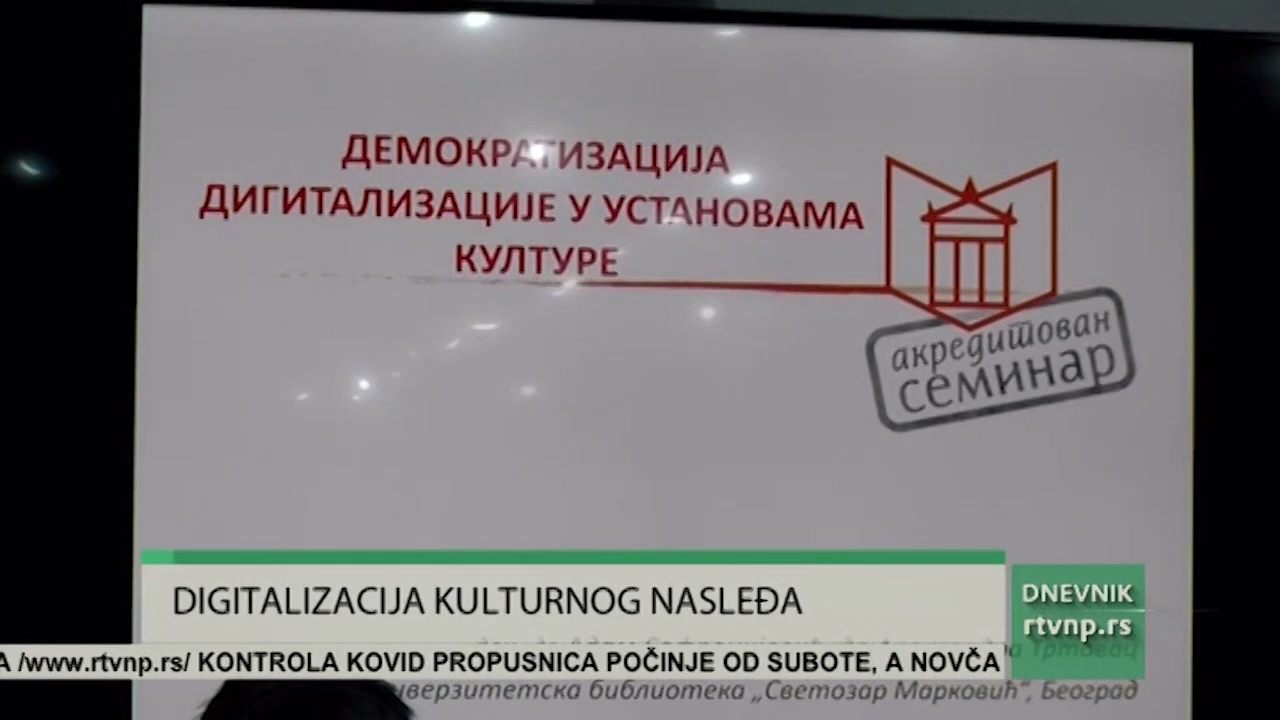 ДЕМОКРАТИЗАЦИЈА
ДИГИТАЛИЗАЦИЈЕ У УСТАНОВАМА
КУЛТУРЕ
акредитован
семинар
DIGITALIZACIJA KULTURNOG NASLEĐA
DNEVNIK
rtvnp.rs
Тртовац
A /www.rtvnp.rs/ KONTROLA KOVID PROPUSNICA POČINJE OD SUBOTE, A NOVČA
библиотека „Светозар Марковић", Београд